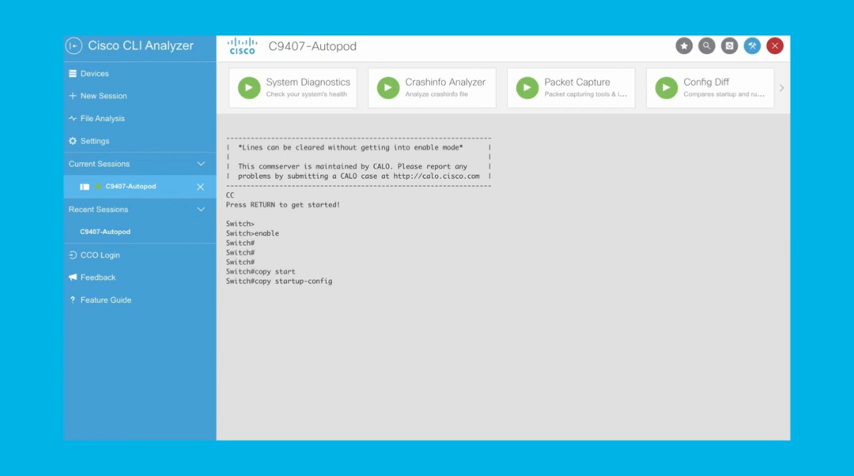 Cisco CLI Analyzer
Devices
New Session
File Analysis
Settings
Current Sessions
C9407-Autopod
Recent Sessions
C9407-Autopod
CCO Login
Feedback
? Feature Guide
CISCO
C9407-Autopod
System Diagnostics
Check your system's health
Crashinfo Analyzer
Analyze crashinfo file
Packet Capture
Packet capturing tools & i...
Config Diff
Compares startup and ru...
*Lines can be cleared without getting into enable mode*
This commserver is maintained by CALO. Please report any
problems by submitting a CALO case at http://calo.cisco.com
CC
Press RETURN to get started!
Switch>
Switch>enable
Switch#
Switch#
Switch#
Switch#copy start
Switch#copy startup-config